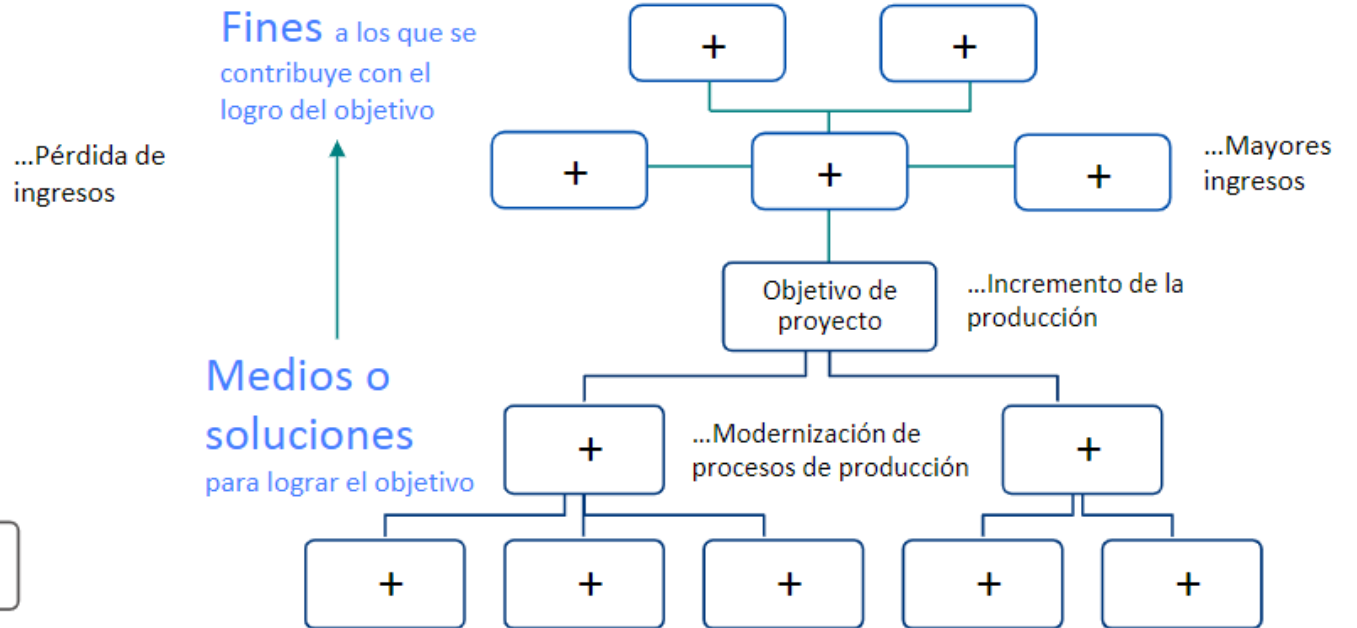 Fines a los que se
contribuye con el
logro del objetivo
+
+
...Pérdida de
ingresos
+
+
+
...Mayores
ingresos
Objetivo de
proyecto
...Incremento de la
producción
Medios o
soluciones
para lograr el objetivo
+
...Modernización de
procesos de producción
+
+
+
+
+
+